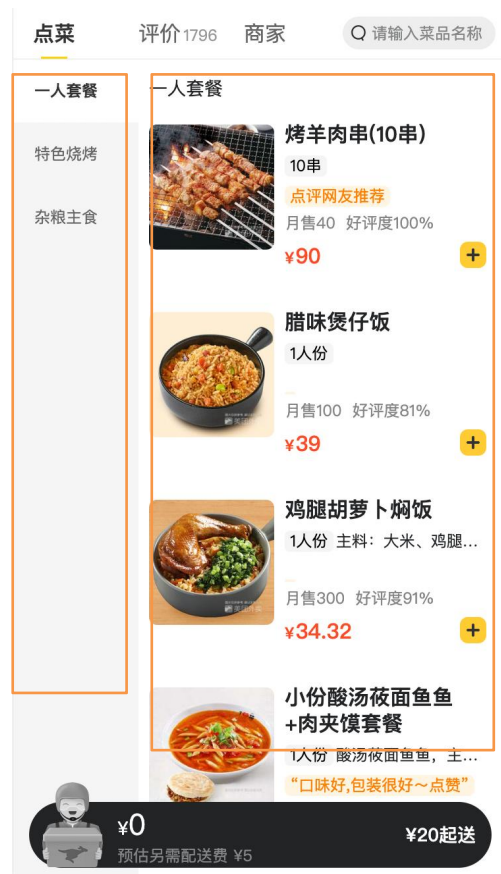 点菜
评价 1796
商家
请输入菜品名称
一人套餐
特色烧烤
杂粮主食
一人套餐
烤羊肉串(10串)
10串
点评网友推荐
月售40 好评度100%
¥90
腊味煲仔饭
1人份
月售100 好评度81%
¥39
鸡腿胡萝卜焖饭
1人份 主料：大米、鸡腿...
月售300 好评度91%
¥34.32
小份酸汤莜面鱼鱼
+肉夹馍套餐
1人份 酸汤莜面鱼鱼，主...
“口味好,包装很好～点赞”
¥0
预估另需配送费 ¥5
¥20起送